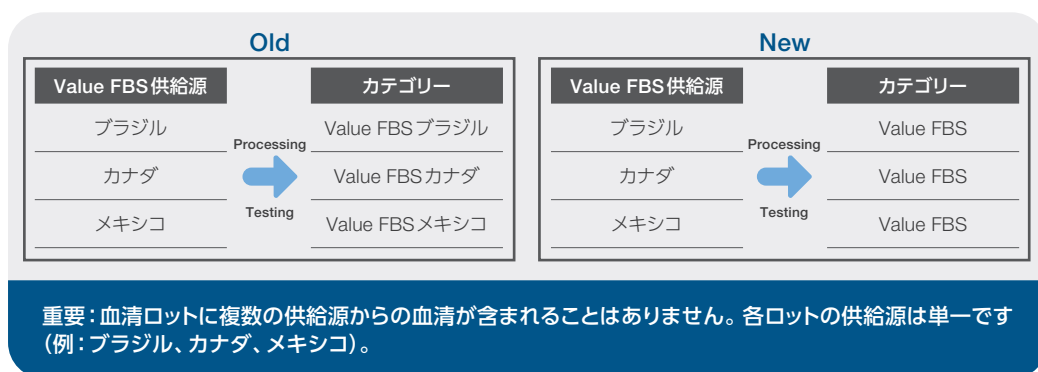 Old
Value FBS供給源
カテゴリー
ブラジル
Processing
Value FBSブラジル
カナダ
Value FBSカナダ
Testing
メキシコ
Value FBSメキシコ
New
Value FBS供給源
カテゴリー
ブラジル
Processing
Value FBS
カナダ
Value FBS
Testing
メキシコ
Value FBS
重要：血清ロットに複数の供給源からの血清が含まれることはありません。各ロットの供給源は単一です
（例：ブラジル、カナダ、メキシコ）。